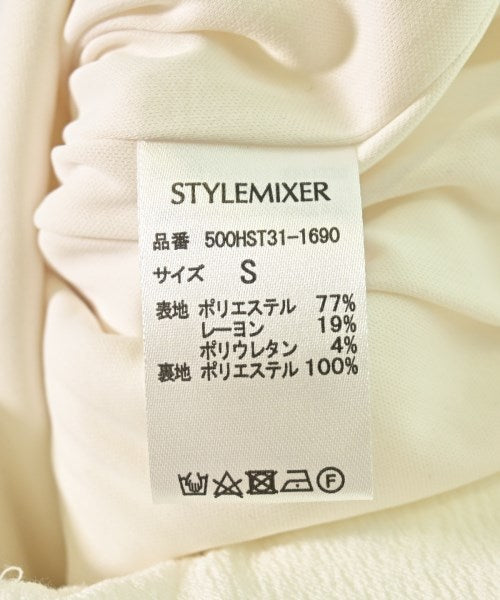 STYLEMIXER
品番 500HST31-1690
サイズ S
表地 ポリエステル 77%
レーヨン 19%
ポリウレタン 4%
裏地 ポリエステル 100%
F